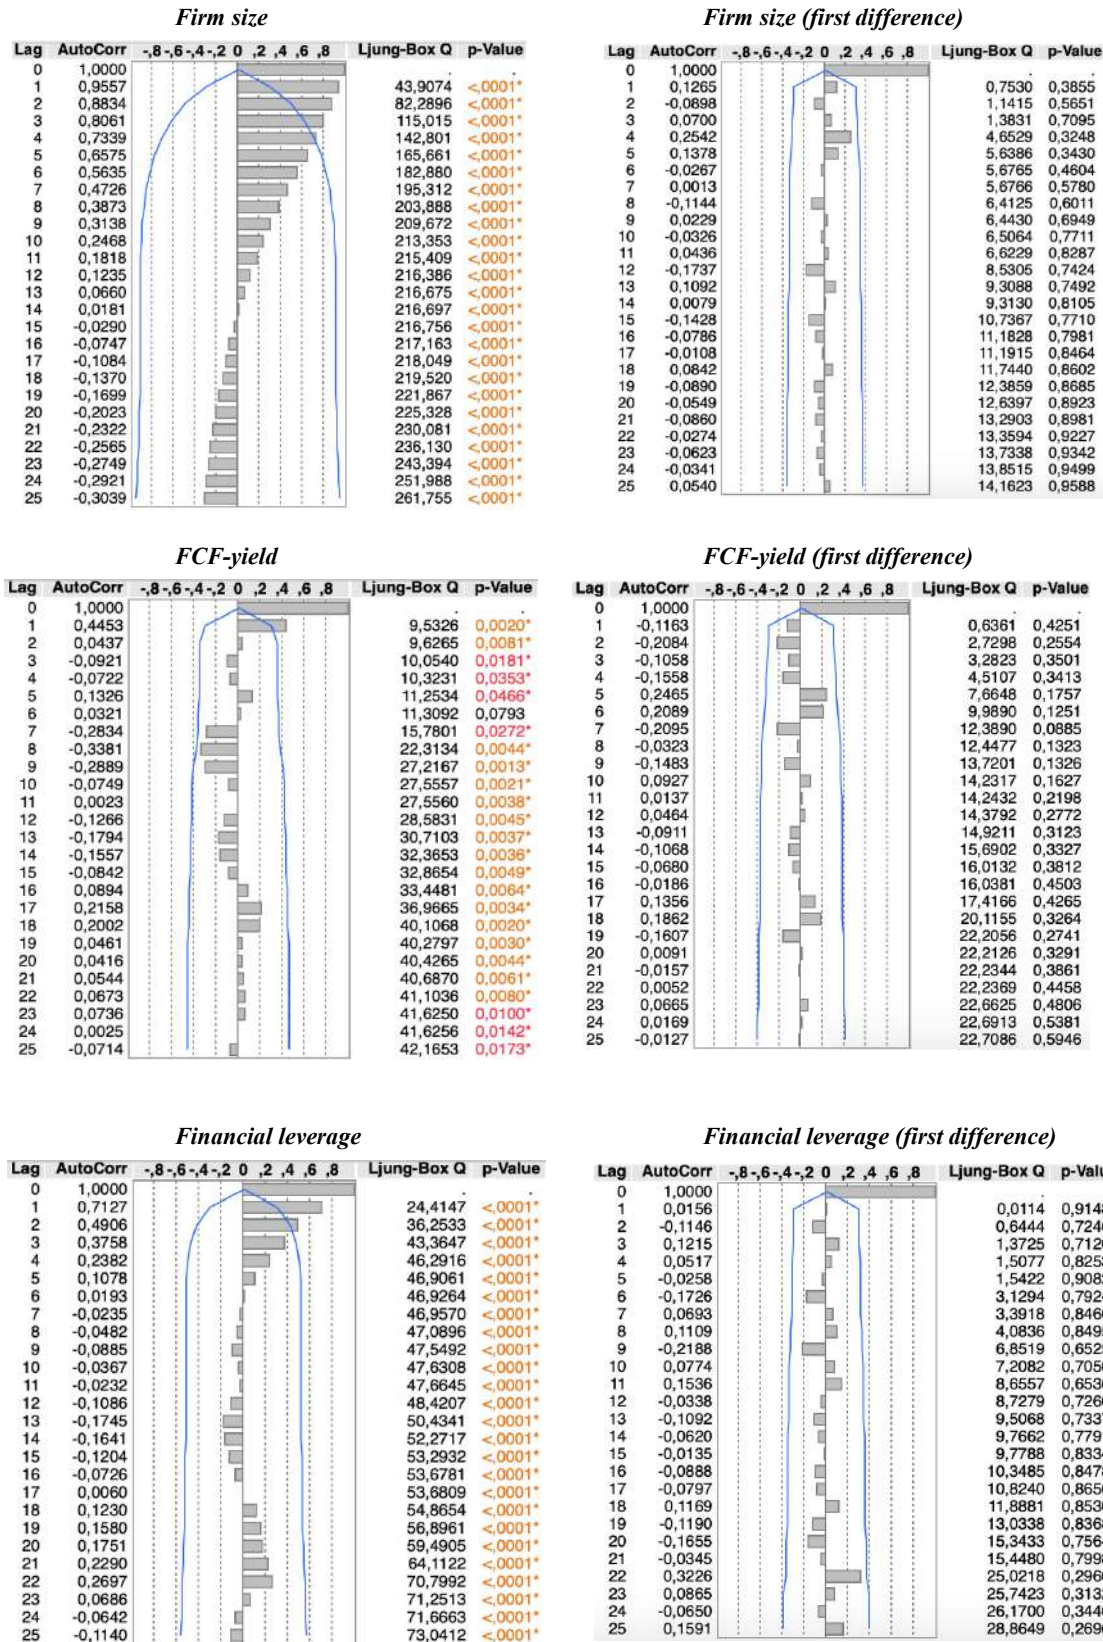 Firm size
Lag AutoCorr -,8 -,6 -,4 -,2 0 ,2 ,4 ,6 ,8 Ljung-Box Q p-Value
0 1,0000 . .
1 0,9557 43,9074 <,0001*
2 0,8834 82,2896 <,0001*
3 0,8061 115,015 <,0001*
4 0,7339 142,801 <,0001*
5 0,6575 165,661 <,0001*
6 0,5635 182,880 <,0001*
7 0,4726 195,312 <,0001*
8 0,3873 203,888 <,0001*
9 0,3138 209,672 <,0001*
10 0,2468 213,353 <,0001*
11 0,1818 215,409 <,0001*
12 0,1235 216,386 <,0001*
13 0,0660 216,675 <,0001*
14 0,0181 216,697 <,0001*
15 -0,0290 216,756 <,0001*
16 -0,0747 217,163 <,0001*
17 -0,1084 218,049 <,0001*
18 -0,1370 219,520 <,0001*
19 -0,1699 221,867 <,0001*
20 -0,2023 225,328 <,0001*
21 -0,2322 230,081 <,0001*
22 -0,2565 236,130 <,0001*
23 -0,2749 243,394 <,0001*
24 -0,2921 251,988 <,0001*
25 -0,3039 261,755 <,0001*
Firm size (first difference)
Lag AutoCorr -,8 -,6 -,4 -,2 0 ,2 ,4 ,6 ,8 Ljung-Box Q p-Value
0 1,0000 . .
1 0,1265 0,7530 0,3855
2 -0,0898 1,1415 0,5651
3 0,0700 1,3831 0,7095
4 0,2542 4,6529 0,3248
5 0,1378 5,6386 0,3430
6 -0,0267 5,6765 0,4604
7 0,0013 5,6766 0,5780
8 -0,1144 6,4125 0,6011
9 0,0229 6,4430 0,6949
10 -0,0326 6,5064 0,7711
11 0,0436 6,6229 0,8287
12 -0,1737 8,5305 0,7424
13 0,1092 9,3088 0,7492
14 0,0079 9,3130 0,8105
15 -0,1428 10,7367 0,7710
16 -0,0786 11,1828 0,7981
17 -0,0108 11,1915 0,8464
18 0,0842 11,7440 0,8602
19 -0,0890 12,3859 0,8685
20 -0,0549 12,6397 0,8923
21 -0,0860 13,2903 0,8981
22 -0,0274 13,3594 0,9227
23 -0,0623 13,7338 0,9342
24 -0,0341 13,8515 0,9499
25 0,0540 14,1623 0,9588
FCF-yield
Lag AutoCorr -,8 -,6 -,4 -,2 0 ,2 ,4 ,6 ,8 Ljung-Box Q p-Value
0 1,0000 . .
1 0,4453 9,5326 0,0020*
2 0,0437 9,6265 0,0081*
3 -0,0921 10,0540 0,0181*
4 -0,0722 10,3231 0,0353*
5 0,1326 11,2534 0,0466*
6 0,0321 11,3092 0,0793
7 -0,2834 15,7801 0,0272*
8 -0,3381 22,3134 0,0044*
9 -0,2889 27,2167 0,0013*
10 -0,0749 27,5557 0,0021*
11 0,0023 27,5560 0,0038*
12 -0,1266 28,5831 0,0045*
13 -0,1794 30,7103 0,0037*
14 -0,1557 32,3653 0,0036*
15 -0,0842 32,8654 0,0049*
16 0,0894 33,4481 0,0064*
17 0,2158 36,9665 0,0034*
18 0,2002 40,1068 0,0020*
19 0,0461 40,2797 0,0030*
20 0,0416 40,4265 0,0044*
21 0,0544 40,6870 0,0061*
22 0,0673 41,1036 0,0080*
23 0,0736 41,6250 0,0100*
24 0,0025 41,6256 0,0142*
25 -0,0714 42,1653 0,0173*
FCF-yield (first difference)
Lag AutoCorr -,8 -,6 -,4 -,2 0 ,2 ,4 ,6 ,8 Ljung-Box Q p-Value
0 1,0000 . .
1 -0,1163 0,6361 0,4251
2 -0,2084 2,7298 0,2554
3 -0,1058 3,2823 0,3501
4 -0,1558 4,5107 0,3413
5 0,2465 7,6648 0,1757
6 0,2089 9,9890 0,1251
7 -0,2095 12,3890 0,0885
8 -0,0323 12,4477 0,1323
9 -0,1483 13,7201 0,1326
10 0,0927 14,2317 0,1627
11 0,0137 14,2432 0,2198
12 0,0464 14,3792 0,2772
13 -0,0911 14,9211 0,3123
14 -0,1068 15,6902 0,3327
15 -0,0680 16,0132 0,3812
16 -0,0186 16,0381 0,4503
17 0,1356 17,4166 0,4265
18 0,1862 20,1155 0,3264
19 -0,1607 22,2056 0,2741
20 0,0091 22,2126 0,3291
21 -0,0157 22,2344 0,3861
22 0,0052 22,2369 0,4458
23 0,0665 22,6625 0,4806
24 0,0169 22,6913 0,5381
25 -0,0127 22,7086 0,5946
Financial leverage
Lag AutoCorr -,8 -,6 -,4 -,2 0 ,2 ,4 ,6 ,8 Ljung-Box Q p-Value
0 1,0000 . .
1 0,7127 24,4147 <,0001*
2 0,4906 36,2533 <,0001*
3 0,3758 43,3647 <,0001*
4 0,2382 46,2916 <,0001*
5 0,1078 46,9061 <,0001*
6 0,0193 46,9264 <,0001*
7 -0,0235 46,9570 <,0001*
8 -0,0482 47,0896 <,0001*
9 -0,0885 47,5492 <,0001*
10 -0,0367 47,6308 <,0001*
11 -0,0232 47,6645 <,0001*
12 -0,1086 48,4207 <,0001*
13 -0,1745 50,4341 <,0001*
14 -0,1641 52,2717 <,0001*
15 -0,1204 53,2932 <,0001*
16 -0,0726 53,6781 <,0001*
17 0,0060 53,6809 <,0001*
18 0,1230 54,8654 <,0001*
19 0,1580 56,8961 <,0001*
20 0,1751 59,4905 <,0001*
21 0,2290 64,1122 <,0001*
22 0,2697 70,7992 <,0001*
23 0,0686 71,2513 <,0001*
24 -0,0642 71,6663 <,0001*
25 -0,1140 73,0412 <,0001*
Financial leverage (first difference)
Lag AutoCorr -,8 -,6 -,4 -,2 0 ,2 ,4 ,6 ,8 Ljung-Box Q
0 1,0000 .
1 0,0156 0,0114
2 -0,1146 0,6444
3 0,1215 1,3725
4 0,0517 1,5077
5 -0,0258 1,5422
6 -0,1726 3,1294
7 0,0693 3,3918
8 0,1109 4,0836
9 -0,2188 6,8519
10 0,0774 7,2082
11 0,1536 8,6557
12 -0,0338 8,7279
13 -0,1092 9,5068
14 -0,0620 9,7662
15 -0,0135 9,7788
16 -0,0888 10,3485
17 -0,0797 10,8240
18 0,1169 11,8881
19 -0,1190 13,0338
20 -0,1655 15,3433
21 -0,0345 15,4480
22 0,3226 25,0218
23 0,0865 25,7423
24 -0,0650 26,1700
25 0,1591 28,8649